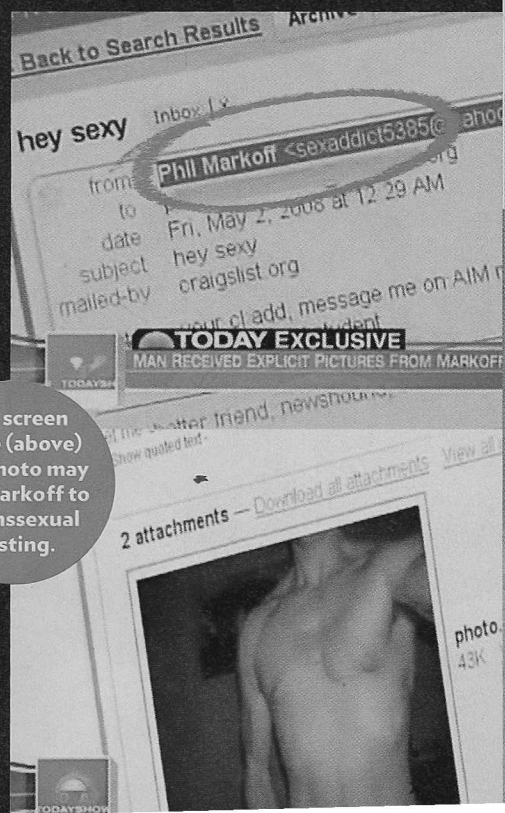 Back to Search Results
Archive
hey sexy
Inbox | X
from Phil Markoff <sexaddict5385@
to
date Fri, May 2, 2008 at 12 29 AM
subject hey sexy
mailed-by craigslist org
your cl add, message me on AIM
TODAY EXCLUSIVE
MAN RECEIVED EXPLICIT PICTURES FROM MARKOFF
TODAYSH
friend,
Show quoted text -
screen
(above)
may
arkoff to
nssexual
sting.
2 attachments — Download all attachments View all
photo.
43K
TODAYSHOW